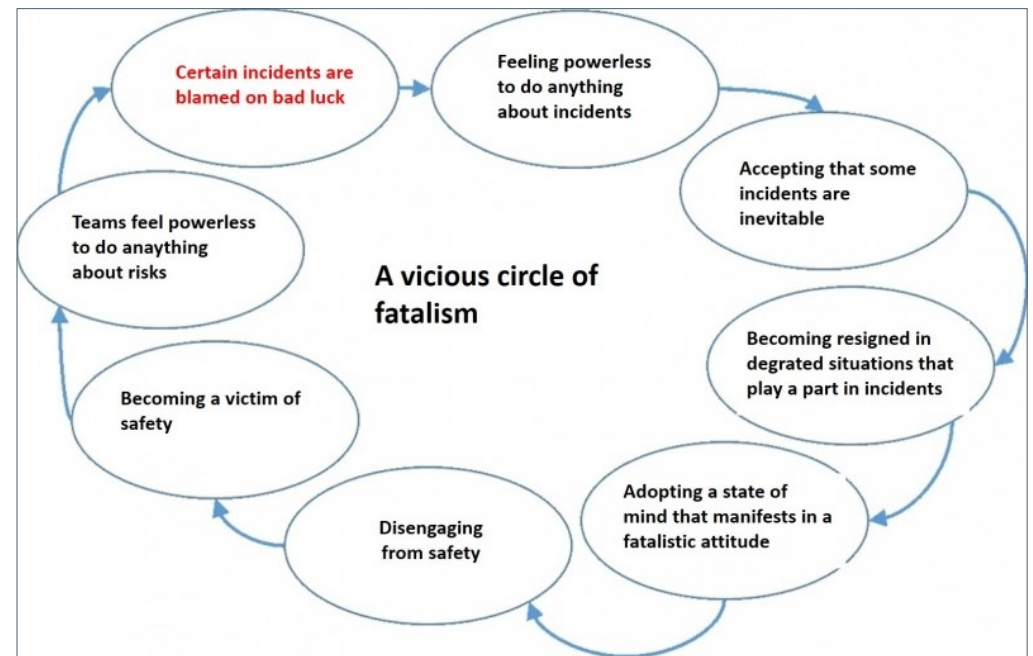 Certain incidents are
blamed on bad luck
Feeling powerless
to do anything
about incidents
Accepting that some
incidents are
inevitable
Becoming resigned in
degrated situations that
play a part in incidents
Adopting a state of
mind that manifests in a
fatalistic attitude
Disengaging
from safety
Becoming a victim of
safety
Teams feel powerless
to do anaything
about risks
A vicious circle of
fatalism